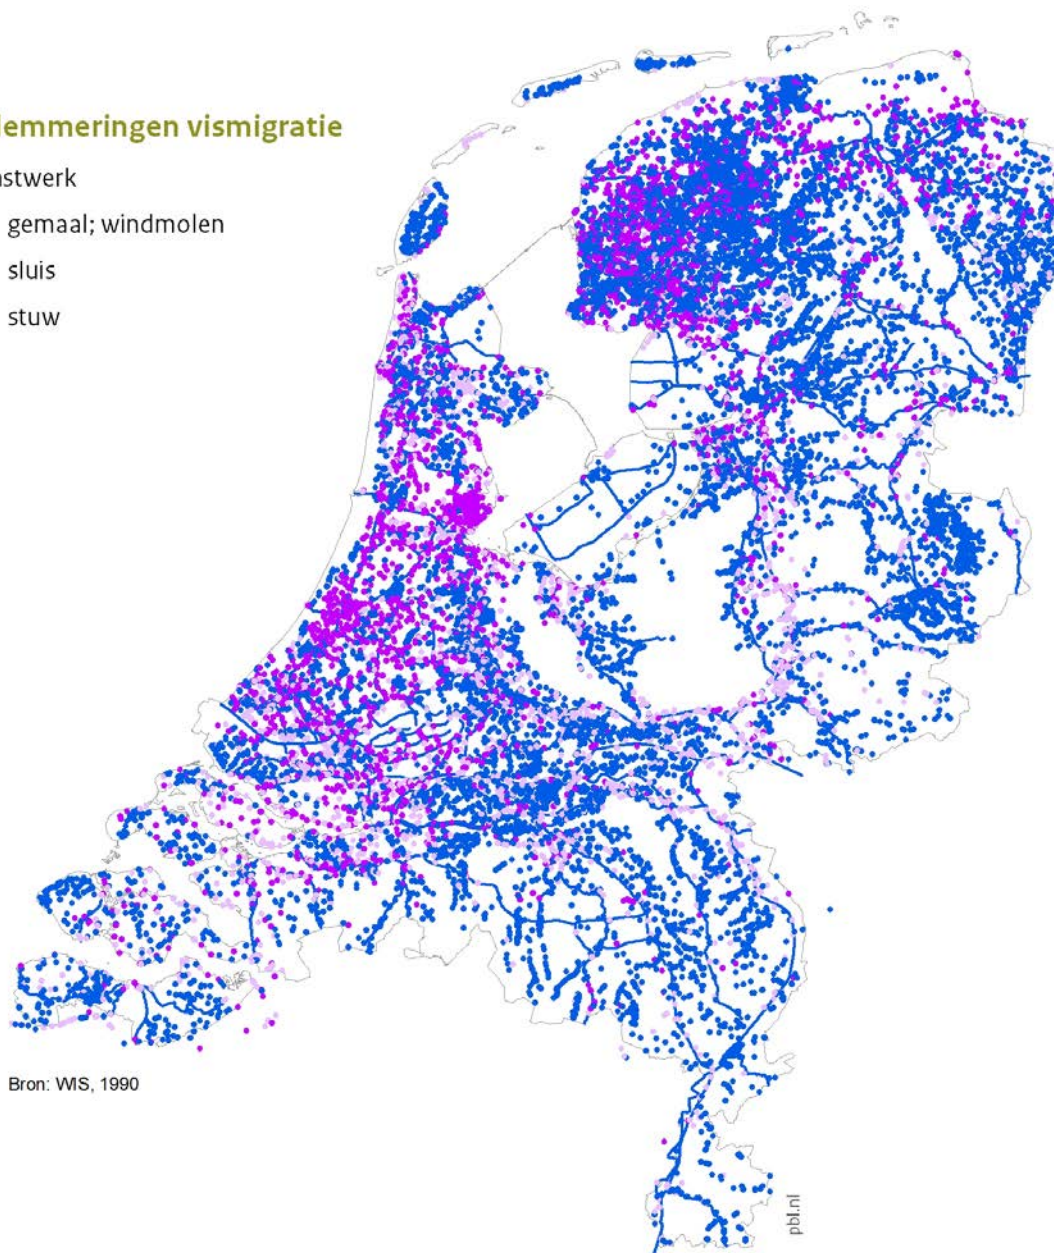 lemmeringen vismigratie
nstwerk
gemaal; windmolen
sluis
stuw
Bron: WIS, 1990
pbl.nl